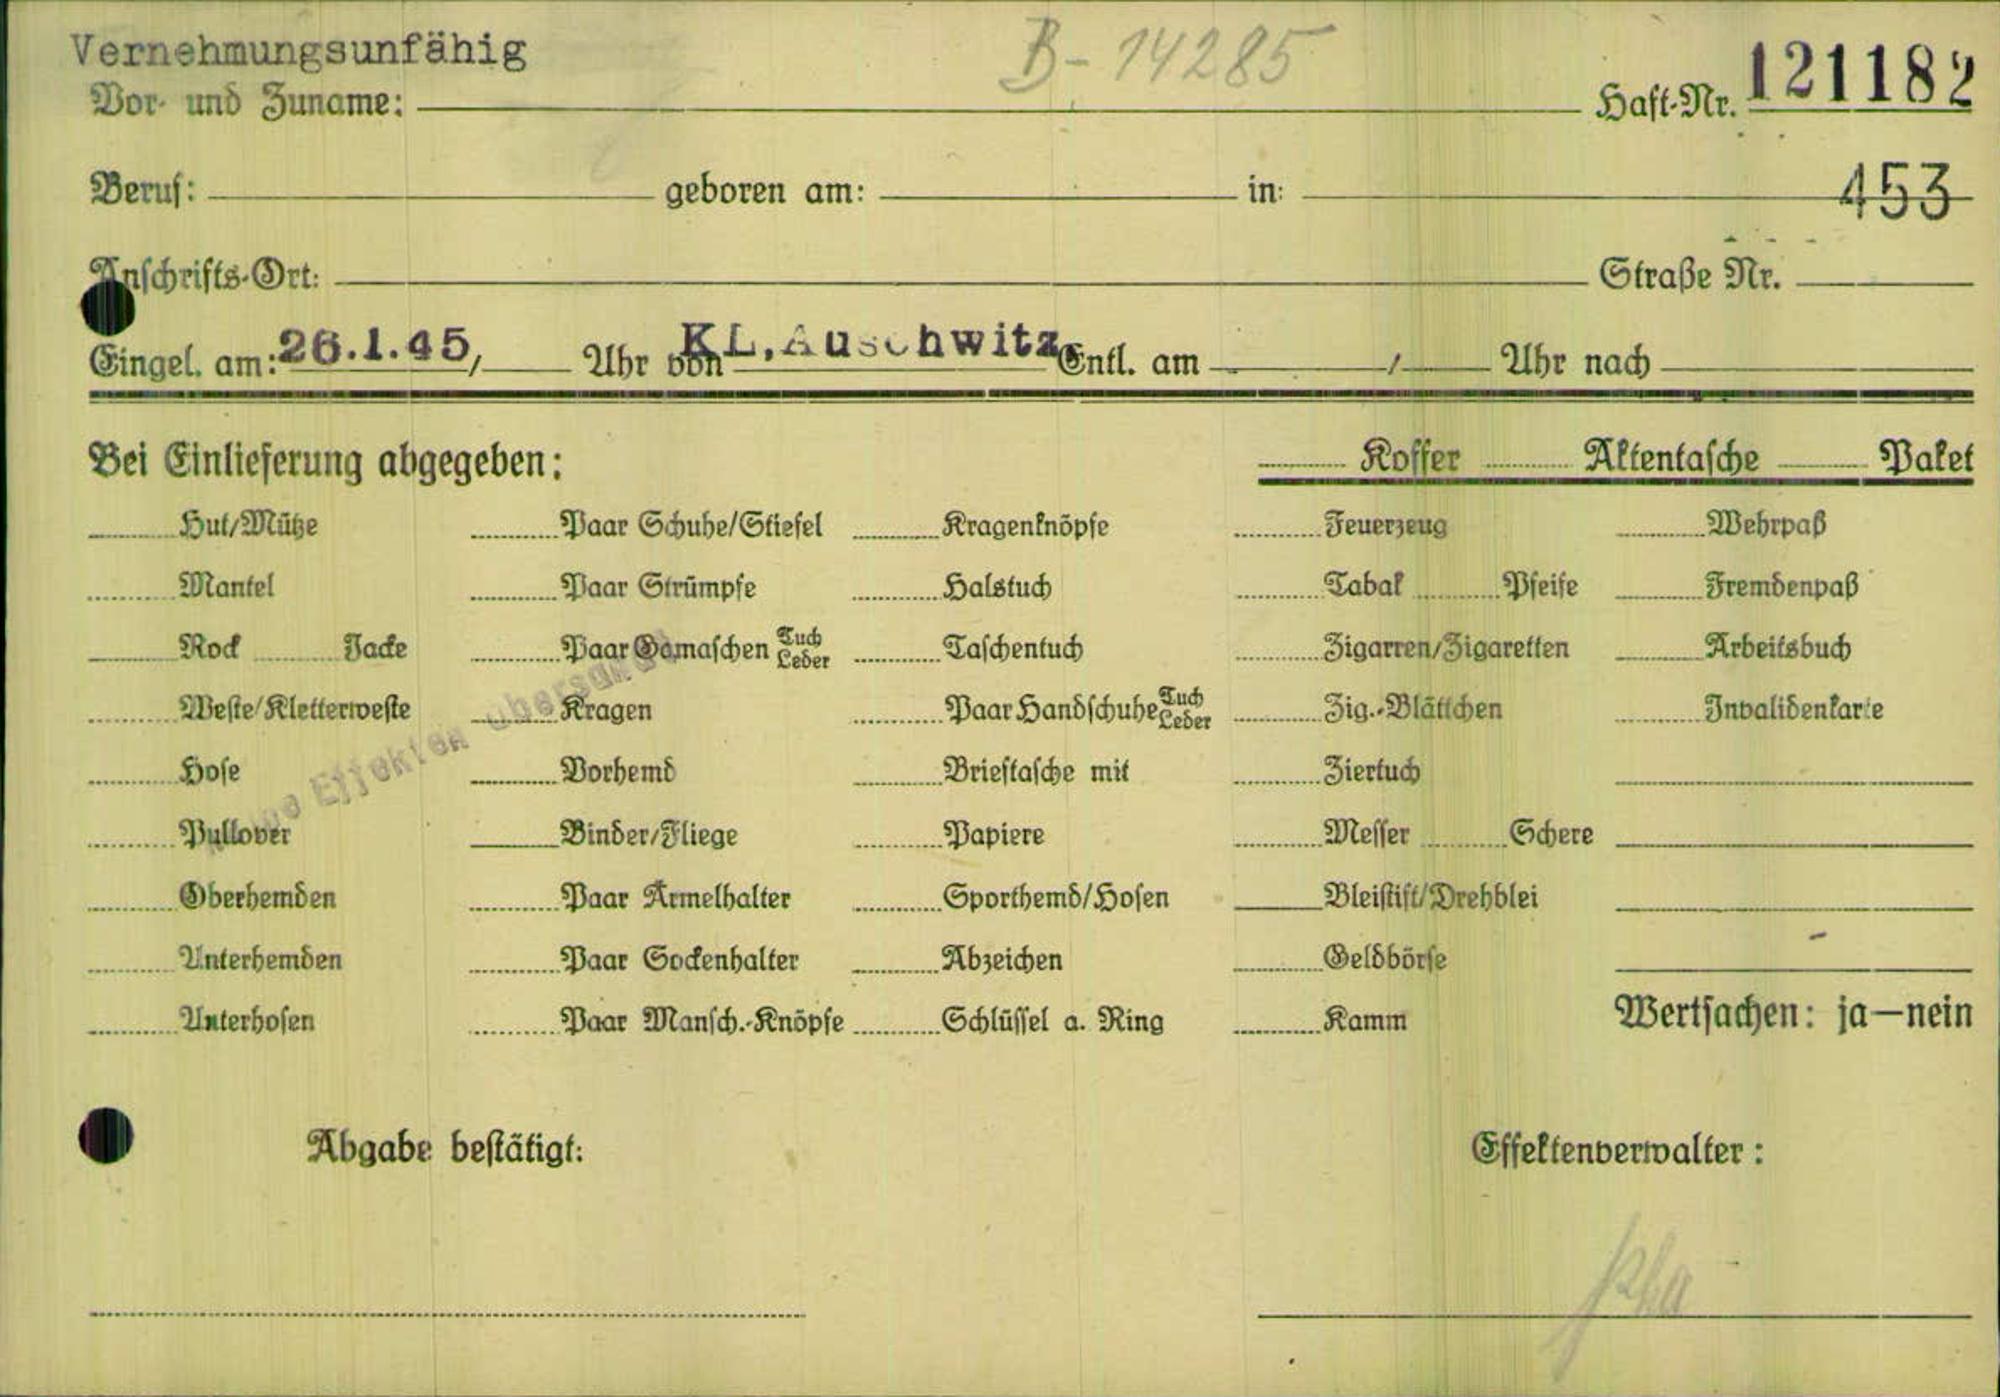 Vernehmungsunfähig
B-14285
Vor- und Zuname:
Haft-Nr. 121182
Beruf: geboren am: in: 453
Anschrifts-Ort: Straße Nr.
Eingel. am: 26.1.45, Uhr von KL.Auschwitz Entl. am / Uhr nach
Bei Einlieferung abgegeben: Koffer Aktentasche Paket
Hut/Mütze Paar Schuhe/Stiefel Kragenknöpfe Feuerzeug Wehrpaß
Mantel Paar Strümpfe Halstuch Tabak Pfeife Fremdenpaß
Rock Jacke Paar Gamaschen Tuch Leder Taschentuch Zigarren/Zigaretten Arbeitsbuch
Weste/Kletterweste Kragen Paar Handschuhe Tuch Leder Zig.-Blättchen Invalidenkarte
Hose Vorhemd Brieftasche mit Ziertuch
Pullover Binder/Fliege Papiere Messer Schere
Oberhemden Paar Ärmelhalter Sporthemd/Hosen Bleistift/Drehblei
Unterhemden Paar Sockenhalter Abzeichen Geldbörse
Unterhosen Paar Mansch.-Knöpfe Schlüssel a. Ring Kamm Wertsachen: ja—nein
Effekten übersandt
Abgabe bestätigt: Effektenverwalter: